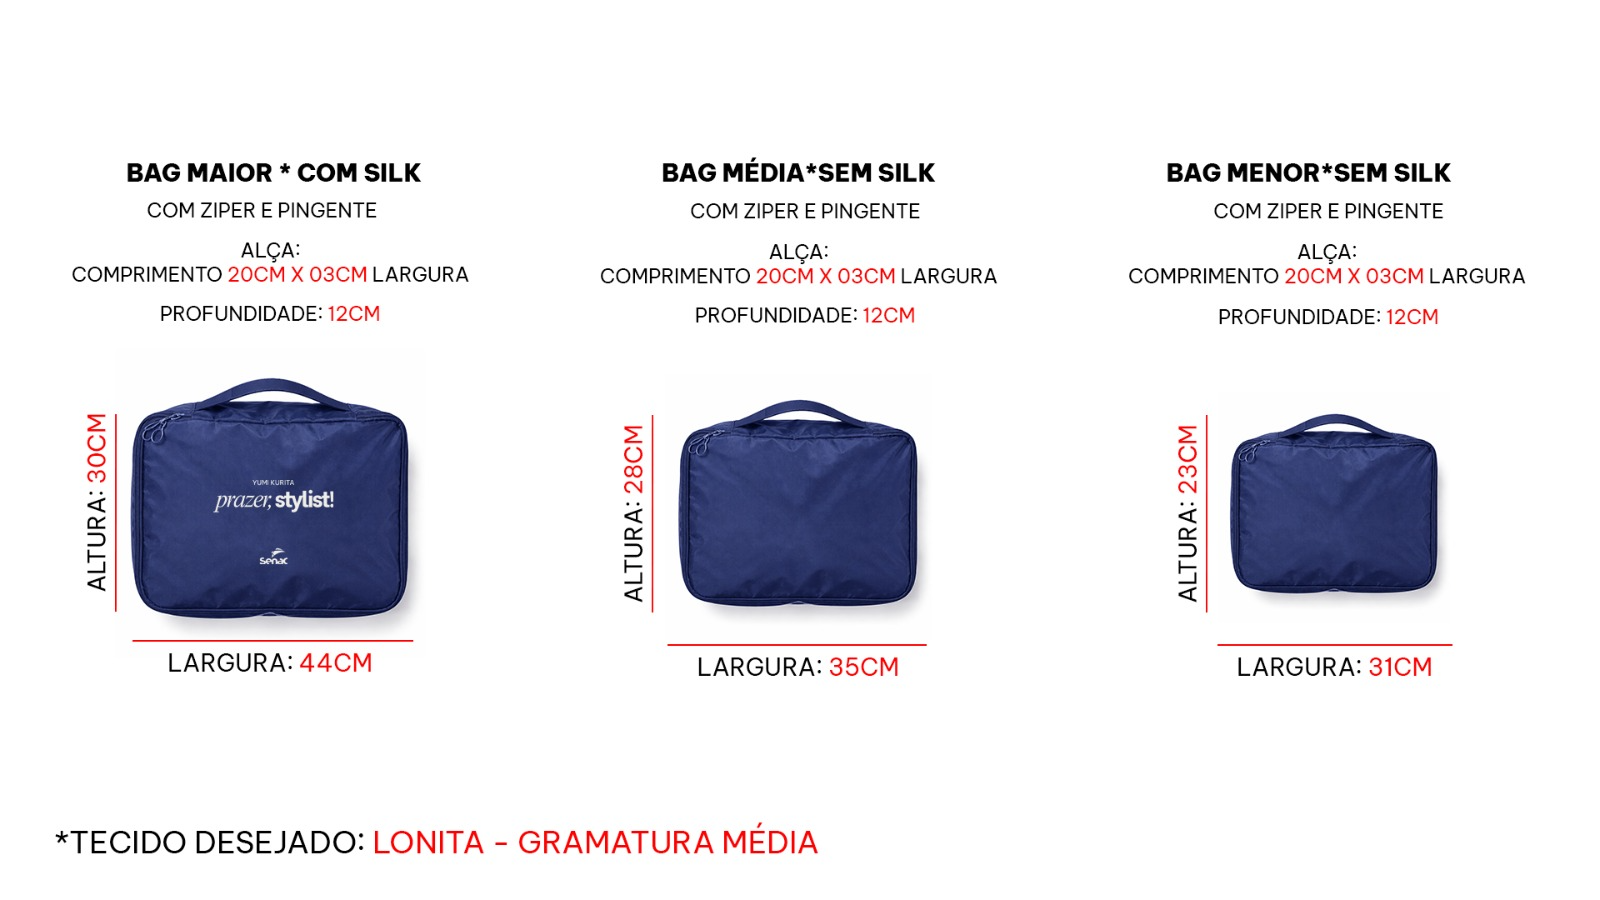 BAG MAIOR * COM SILK
COM ZIPER E PINGENTE
ALÇA:
COMPRIMENTO 20CM X 03CM LARGURA
PROFUNDIDADE: 12CM
ALTURA: 30CM
YUMI KURITA
prazer, stylist!
senac
LARGURA: 44CM
BAG MÉDIA*SEM SILK
COM ZIPER E PINGENTE
ALÇA:
COMPRIMENTO 20CM X 03CM LARGURA
PROFUNDIDADE: 12CM
ALTURA: 28CM
LARGURA: 35CM
BAG MENOR*SEM SILK
COM ZIPER E PINGENTE
ALÇA:
COMPRIMENTO 20CM X 03CM LARGURA
PROFUNDIDADE: 12CM
ALTURA: 23CM
LARGURA: 31CM
*TECIDO DESEJADO: LONITA - GRAMATURA MÉDIA